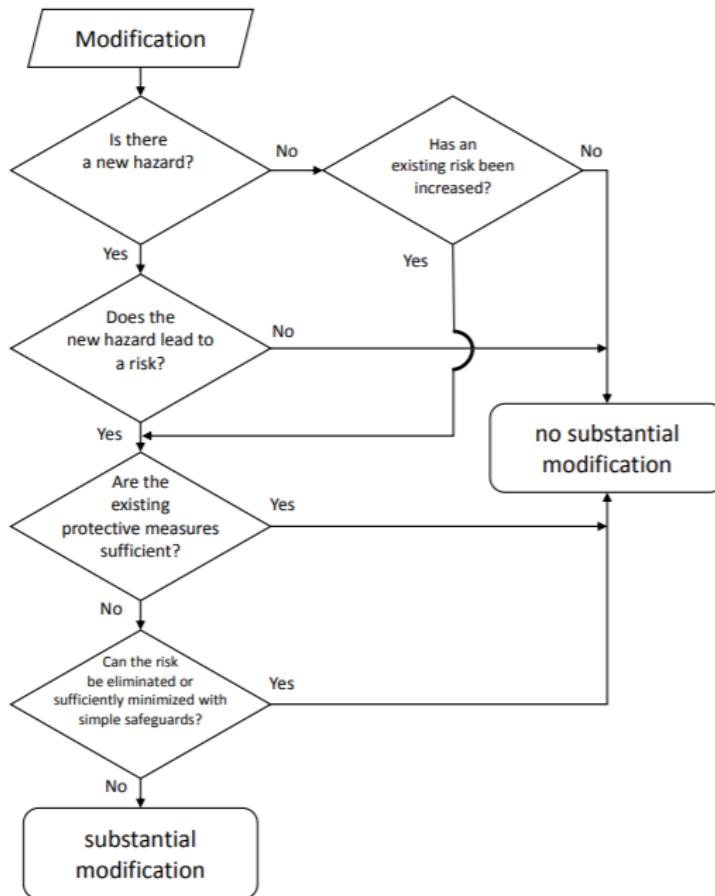 Modification
Is there
a new hazard?
No
Has an
existing risk been
increased?
No
Yes
Yes
Does the
new hazard lead to
a risk?
No
Yes
no substantial
modification
Are the
existing
protective measures
sufficient?
Yes
No
Can the risk
be eliminated or
sufficiently minimized with
simple safeguards?
Yes
No
substantial
modification